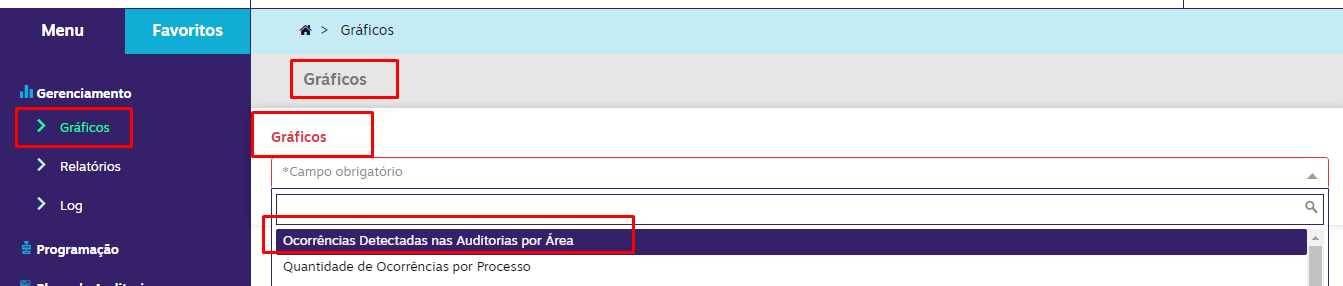 Menu
Favoritos
> Gráficos
Gráficos
Gerenciamento
Gráficos
Relatórios
Log
Programação
Gráficos
*Campo obrigatório
Ocorrências Detectadas nas Auditorias por Área
Quantidade de Ocorrências por Processo